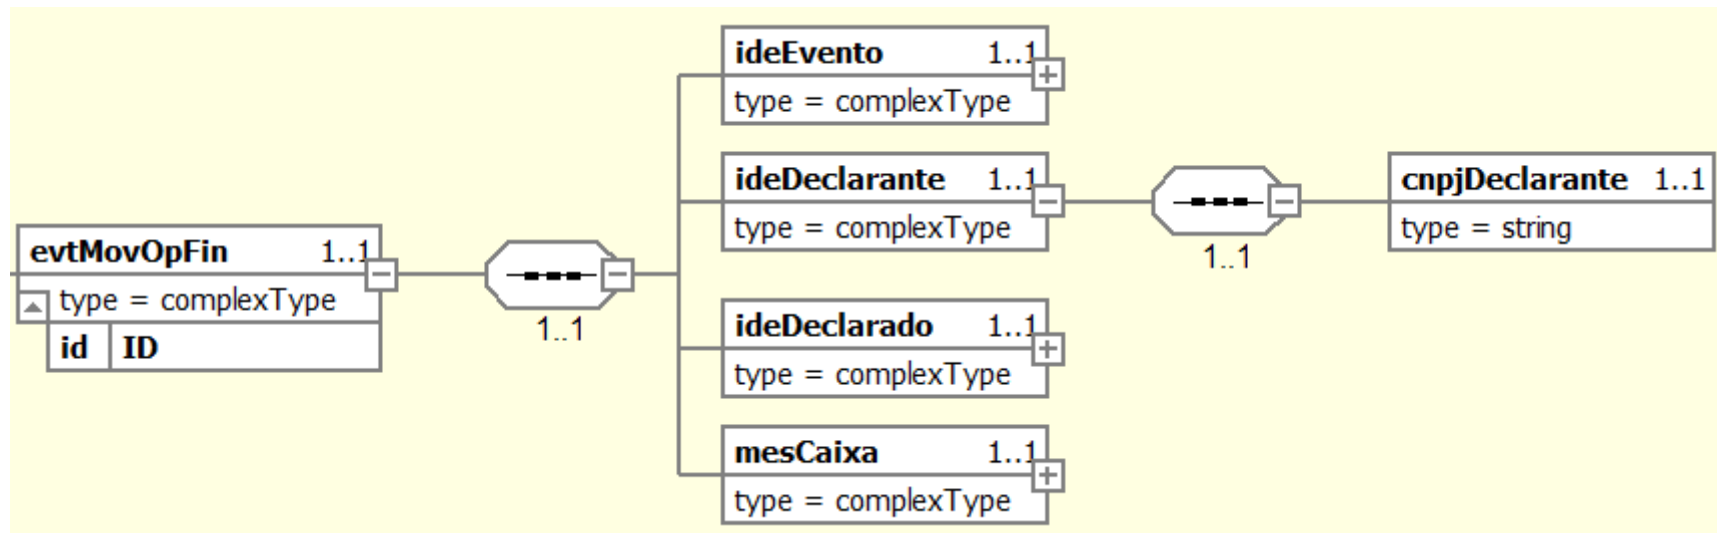 evtMovOpFin 1..1
type = complexType
id ID
1..1
ideEvento 1..1
type = complexType
ideDeclarante 1..1
type = complexType
1..1
cnpjDeclarante 1..1
type = string
ideDeclarado 1..1
type = complexType
mesCaixa 1..1
type = complexType